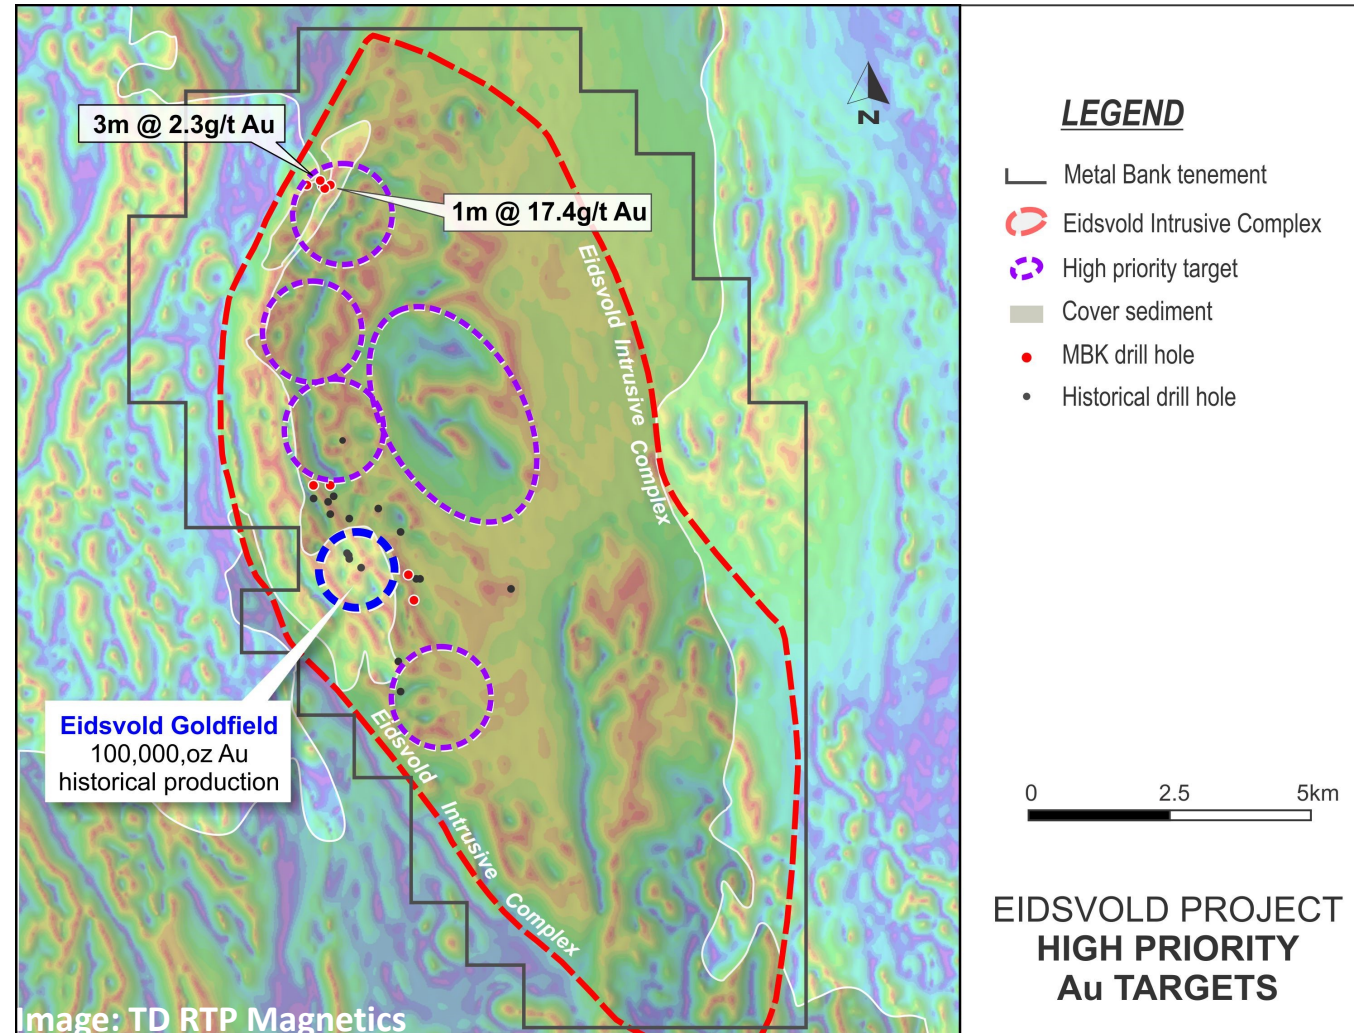 3m @ 2.3g/t Au
1m @ 17.4g/t Au
Eidsvold Intrusive Complex
Eidsvold Goldfield
100,000,oz Au
historical production
Eidsvold Intrusive Complex
Image: TD RTP Magnetics
N
LEGEND
Metal Bank tenement
Eidsvold Intrusive Complex
High priority target
Cover sediment
MBK drill hole
Historical drill hole
0 2.5 5km
EIDSVOLD PROJECT
HIGH PRIORITY
Au TARGETS